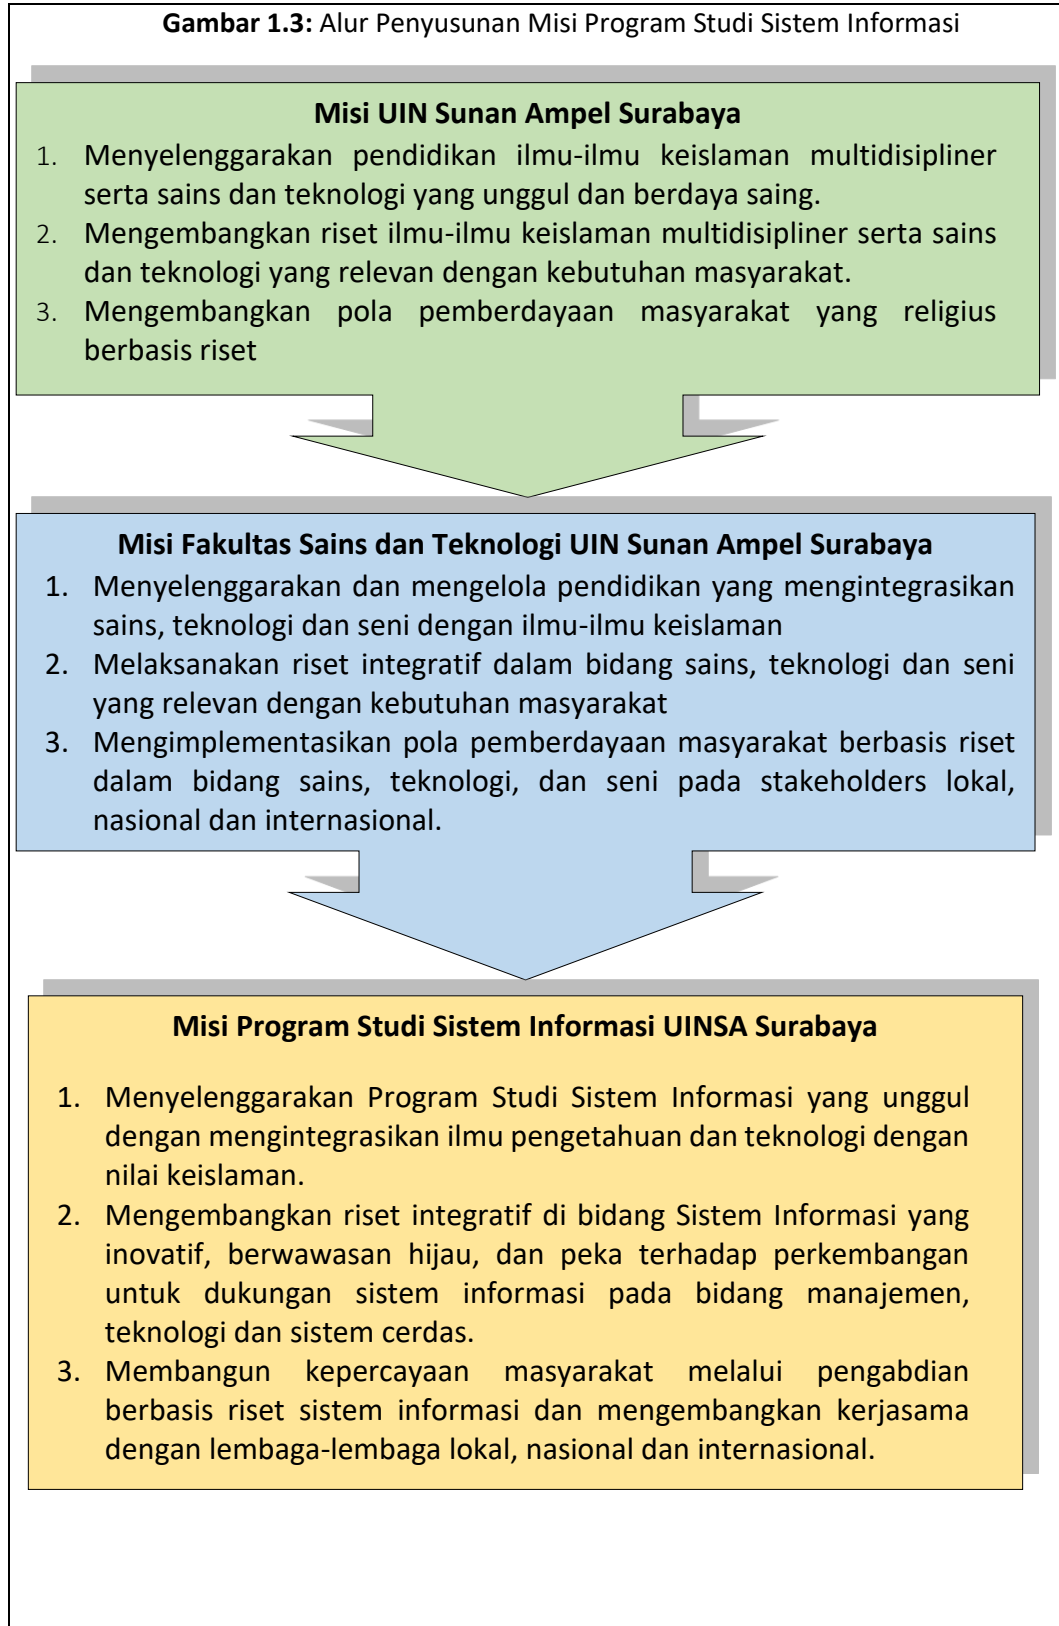 Gambar 1.3: Alur Penyusunan Misi Program Studi Sistem Informasi
Misi UIN Sunan Ampel Surabaya
1. Menyelenggarakan pendidikan ilmu-ilmu keislaman multidisipliner
serta sains dan teknologi yang unggul dan berdaya saing.
2. Mengembangkan riset ilmu-ilmu keislaman multidisipliner serta sains
dan teknologi yang relevan dengan kebutuhan masyarakat.
3. Mengembangkan pola pemberdayaan masyarakat yang religius
berbasis riset
Misi Fakultas Sains dan Teknologi UIN Sunan Ampel Surabaya
1. Menyelenggarakan dan mengelola pendidikan yang mengintegrasikan
sains, teknologi dan seni dengan ilmu-ilmu keislaman
2. Melaksanakan riset integratif dalam bidang sains, teknologi dan seni
yang relevan dengan kebutuhan masyarakat
3. Mengimplementasikan pola pemberdayaan masyarakat berbasis riset
dalam bidang sains, teknologi, dan seni pada stakeholders lokal,
nasional dan internasional.
Misi Program Studi Sistem Informasi UINSA Surabaya
1. Menyelenggarakan Program Studi Sistem Informasi yang unggul
dengan mengintegrasikan ilmu pengetahuan dan teknologi dengan
nilai keislaman.
2. Mengembangkan riset integratif di bidang Sistem Informasi yang
inovatif, berwawasan hijau, dan peka terhadap perkembangan
untuk dukungan sistem informasi pada bidang manajemen,
teknologi dan sistem cerdas.
3. Membangun kepercayaan masyarakat melalui pengabdian
berbasis riset sistem informasi dan mengembangkan kerjasama
dengan lembaga-lembaga lokal, nasional dan internasional.